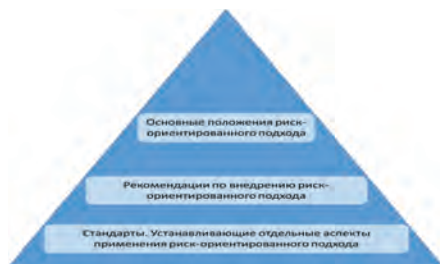 Основные положения риск-
ориентированного подхода
Рекомендации по внедрению риск-
ориентированного подхода
Стандарты. Устанавливающие отдельные аспекты
применения риск-ориентированного подхода